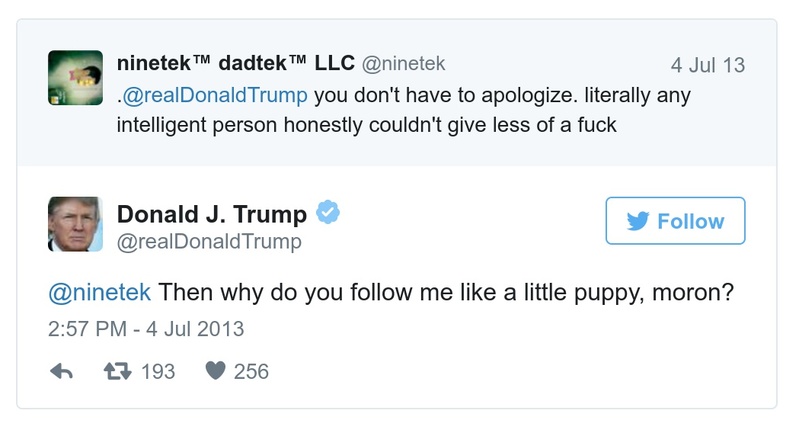 ninetek™ dadtek™ LLC @ninetek 4 Jul 13
.@realDonaldTrump you don't have to apologize. literally any
intelligent person honestly couldn't give less of a fuck
Donald J. Trump
@realDonaldTrump
Follow
@ninetek Then why do you follow me like a little puppy, moron?
2:57 PM - 4 Jul 2013
193 256